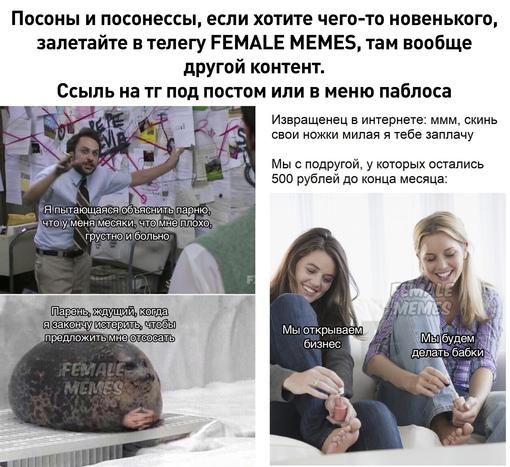 Посоны и посонессы, если хотите чего-то новенького,
залетайте в телегу FEMALE MEMES, там вообще
другой контент.
Ссыль на тг под постом или в меню паблоса
Я пытающаяся объяснить парню,
что у меня месяки, что мне плохо,
грустно и больно
Парень, ждущий, когда
я закончу истерить, чтобы
предложить мне отсосать
FEMALE
MEMES
Извращенец в интернете: ммм, скинь
свои ножки милая я тебе заплачу
Мы с подругой, у которых остались
500 рублей до конца месяца:
FEMALE
MEMES
Мы открываем
бизнес
Мы будем
делать бабки